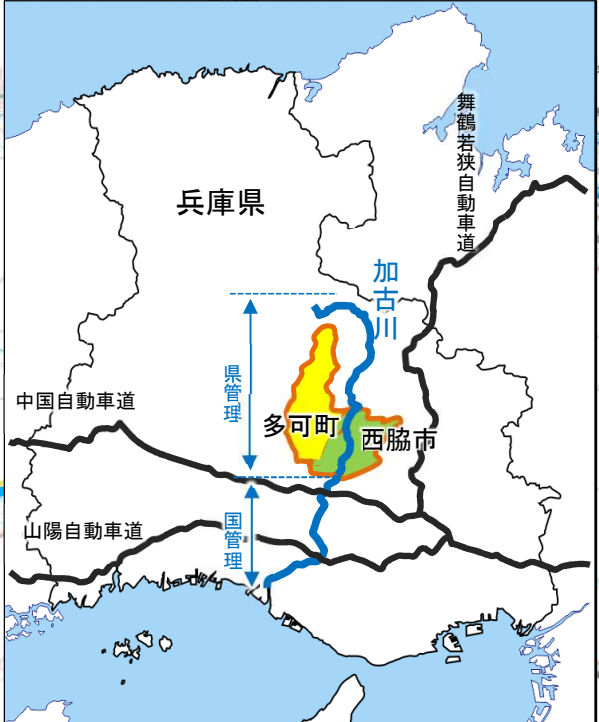 舞鶴若狭自動車道
兵庫県
加古川
県管理
中国自動車道
多可町
西脇市
国管理
山陽自動車道